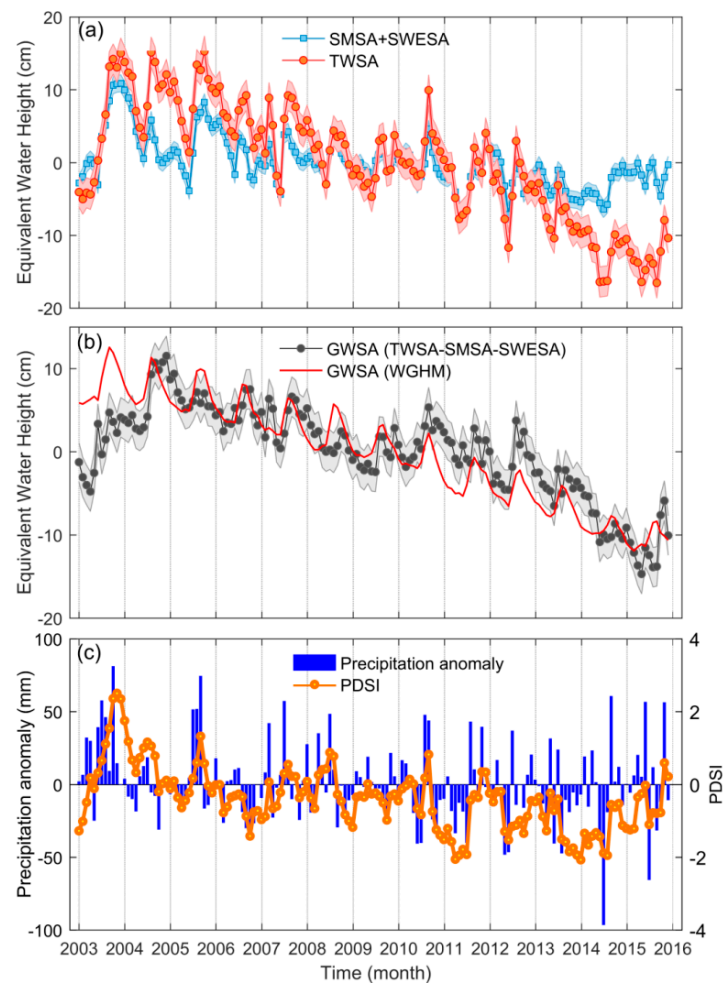 (a)
SMSA+SWESA
TWSA
Equivalent Water Height (cm)
20
10
0
-10
-20
(b)
GWSA (TWSA-SMSA-SWESA)
GWSA (WGHM)
Equivalent Water Height (cm)
10
0
-10
-20
(c)
Precipitation anomaly
PDSI
Precipitation anomaly (mm)
100
50
0
-50
-100
4
2
0
-2
-4
PDSI
2003 2004 2005 2006 2007 2008 2009 2010 2011 2012 2013 2014 2015 2016
Time (month)